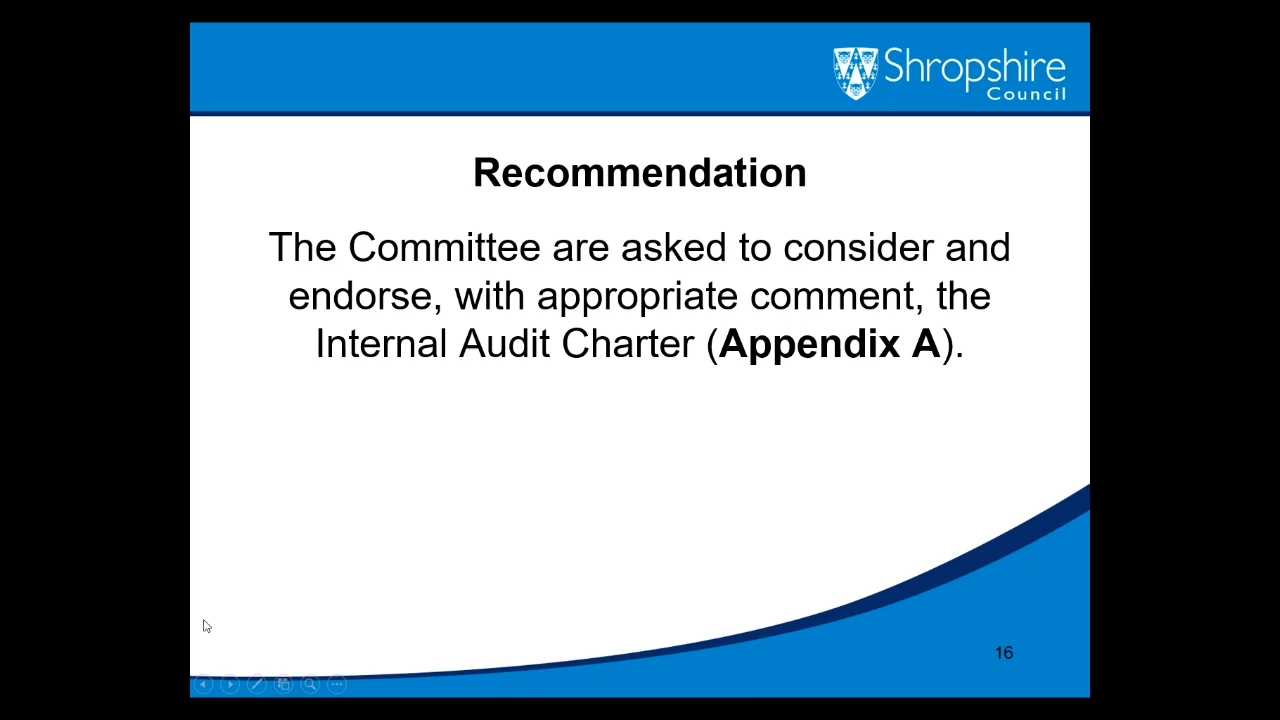 Shropshire
Council
Recommendation
The Committee are asked to consider and
endorse, with appropriate comment, the
Internal Audit Charter (Appendix A).
16